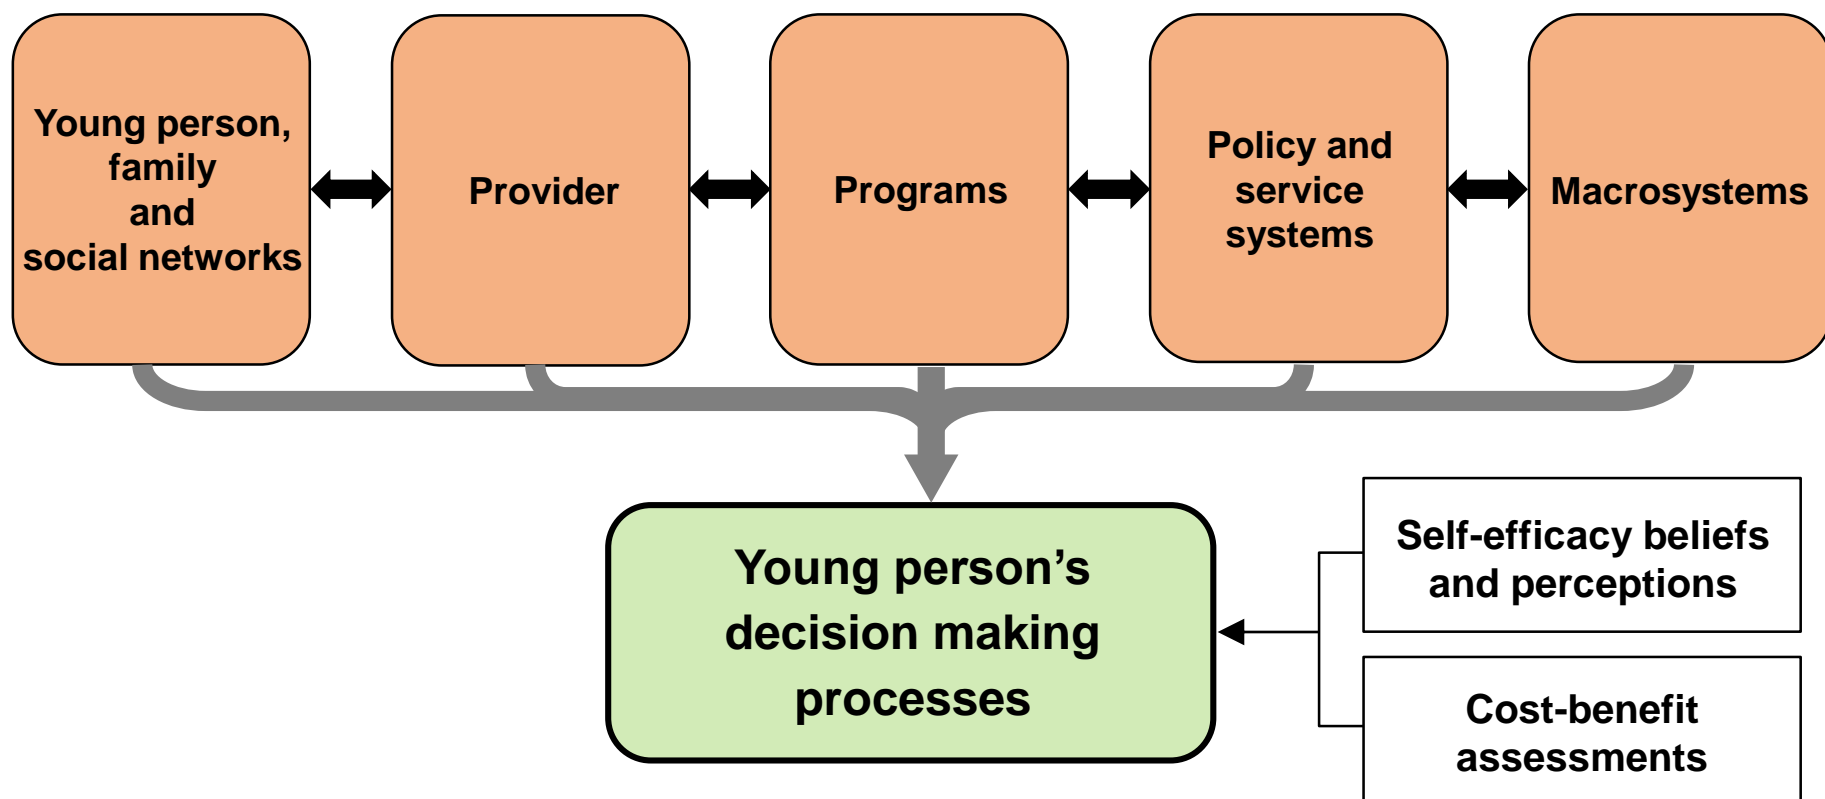 Young person,
family
and
social networks
Provider
Programs
Policy and
service
systems
Macrosystems
Young person’s
decision making
processes
Self-efficacy beliefs
and perceptions
Cost-benefit
assessments